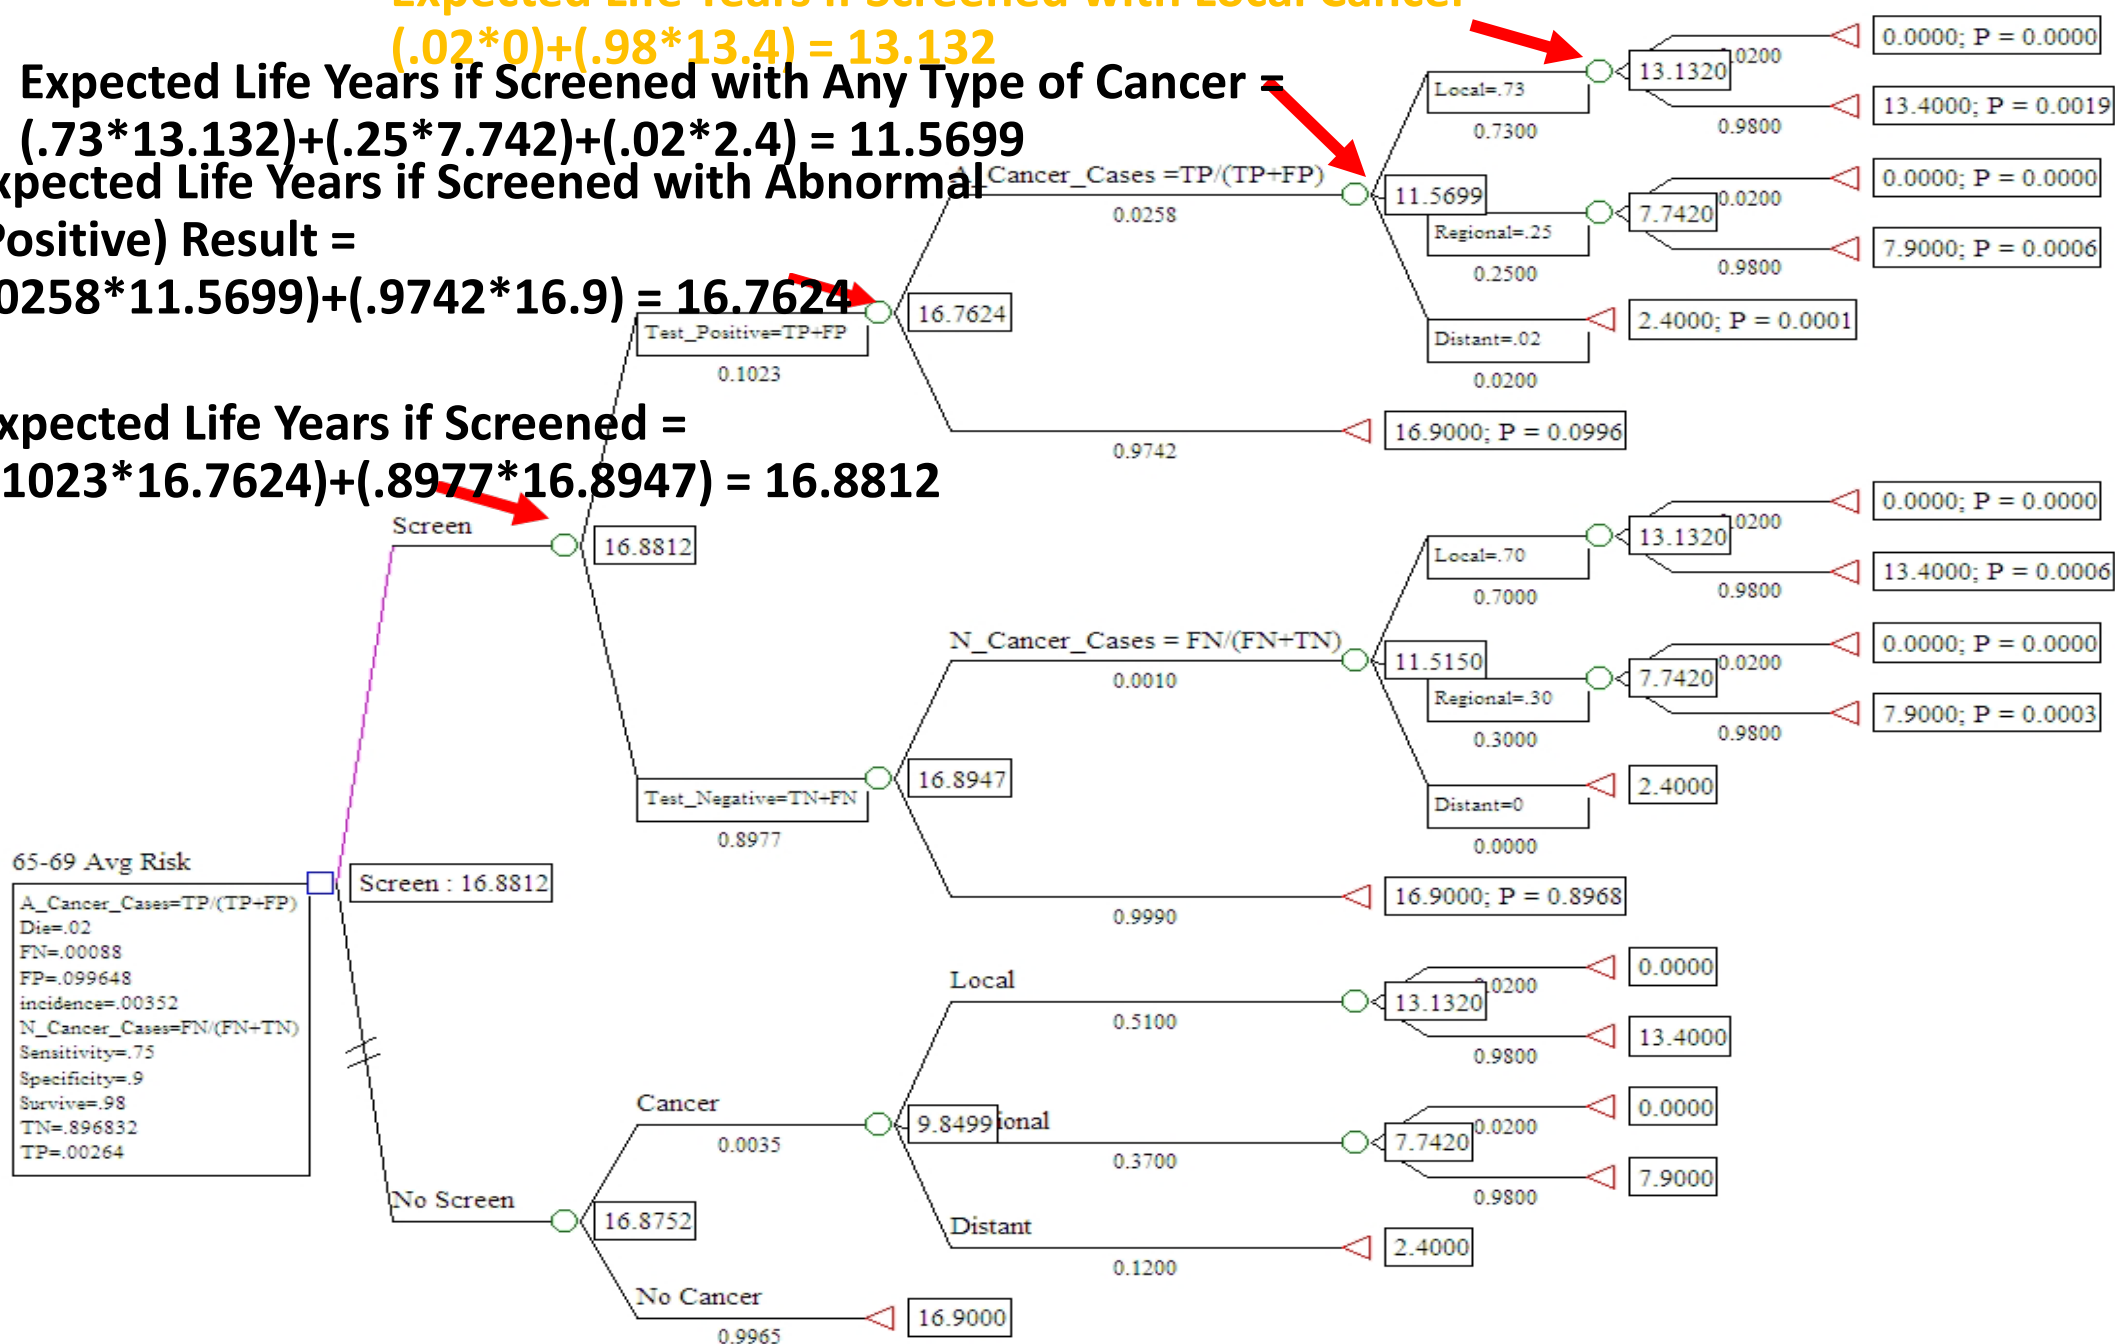 Expected Life Years if Screened with Local Cancer
(.02*0)+(.98*13.4) = 13.132
Expected Life Years if Screened with Any Type of Cancer =
(.73*13.132)+(.25*7.742)+(.02*2.4) = 11.5699
xpected Life Years if Screened with Abnormal
Positive) Result =
0258*11.5699)+(.9742*16.9) = 16.7624
xpected Life Years if Screened =
1023*16.7624)+(.8977*16.8947) = 16.8812
0.0000; P = 0.0000
.0200
13.1320
Local=.73
0.7300
13.4000; P = 0.0019
0.9800
_Cancer_Cases =TP/(TP+FP)
0.0258
11.5699
0.0000; P = 0.0000
0.0200
7.7420
Regional=.25
0.2500
7.9000; P = 0.0006
0.9800
2.4000; P = 0.0001
Distant=.02
0.0200
16.7624
Test_Positive=TP+FP
0.1023
16.9000; P = 0.0996
0.9742
Screen
16.8812
0.0000; P = 0.0000
.0200
13.1320
Local=.70
0.7000
13.4000; P = 0.0006
0.9800
N_Cancer_Cases = FN/(FN+TN)
0.0010
11.5150
0.0000; P = 0.0000
0.0200
7.7420
Regional=.30
0.3000
7.9000; P = 0.0003
0.9800
2.4000
Distant=0
0.0000
16.8947
Test_Negative=TN+FN
0.8977
16.9000; P = 0.8968
0.9990
65-69 Avg Risk
Screen : 16.8812
A_Cancer_Cases=TP/(TP+FP)
Die=.02
FN=.00088
FP=.099648
incidence=.00352
N_Cancer_Cases=FN/(FN+TN)
Sensitivity=.75
Specificity=.9
Survive=.98
TN=.896832
TP=.00264
Local
0.5100
0.0000
.0200
13.1320
13.4000
0.9800
Cancer
0.0035
9.8499
ional
0.3700
0.0000
0.0200
7.7420
7.9000
0.9800
No Screen
16.8752
Distant
0.1200
2.4000
No Cancer
0.9965
16.9000